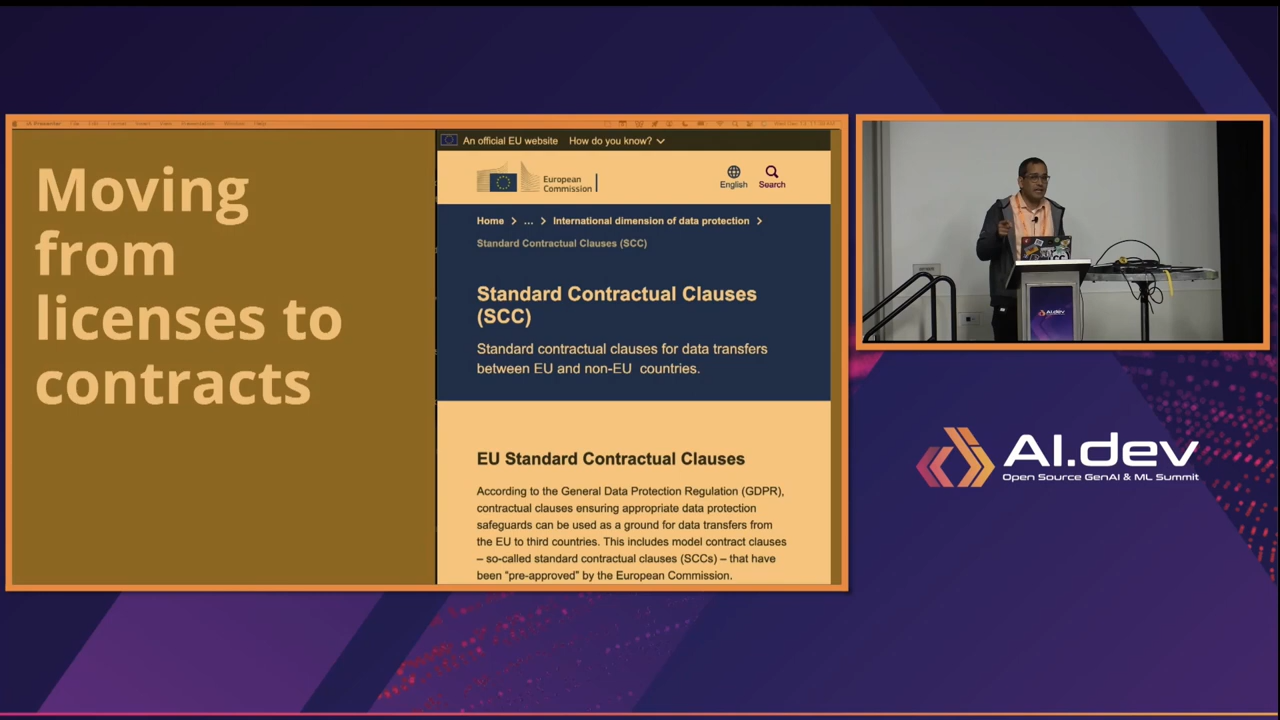 Moving
from
licenses to
contracts
An official EU website How do you know?
European
Commission
English
Search
Home > ... > International dimension of data protection >
Standard Contractual Clauses (SCC)
Standard Contractual Clauses
(SCC)
Standard contractual clauses for data transfers
between EU and non-EU countries.
EU Standard Contractual Clauses
According to the General Data Protection Regulation (GDPR),
contractual clauses ensuring appropriate data protection
safeguards can be used as a ground for data transfers from
the EU to third countries. This includes model contract clauses
– so-called standard contractual clauses (SCCs) – that have
been "pre-approved" by the European Commission.
AI.dev
AI.dev
Open Source GenAI & ML Summit